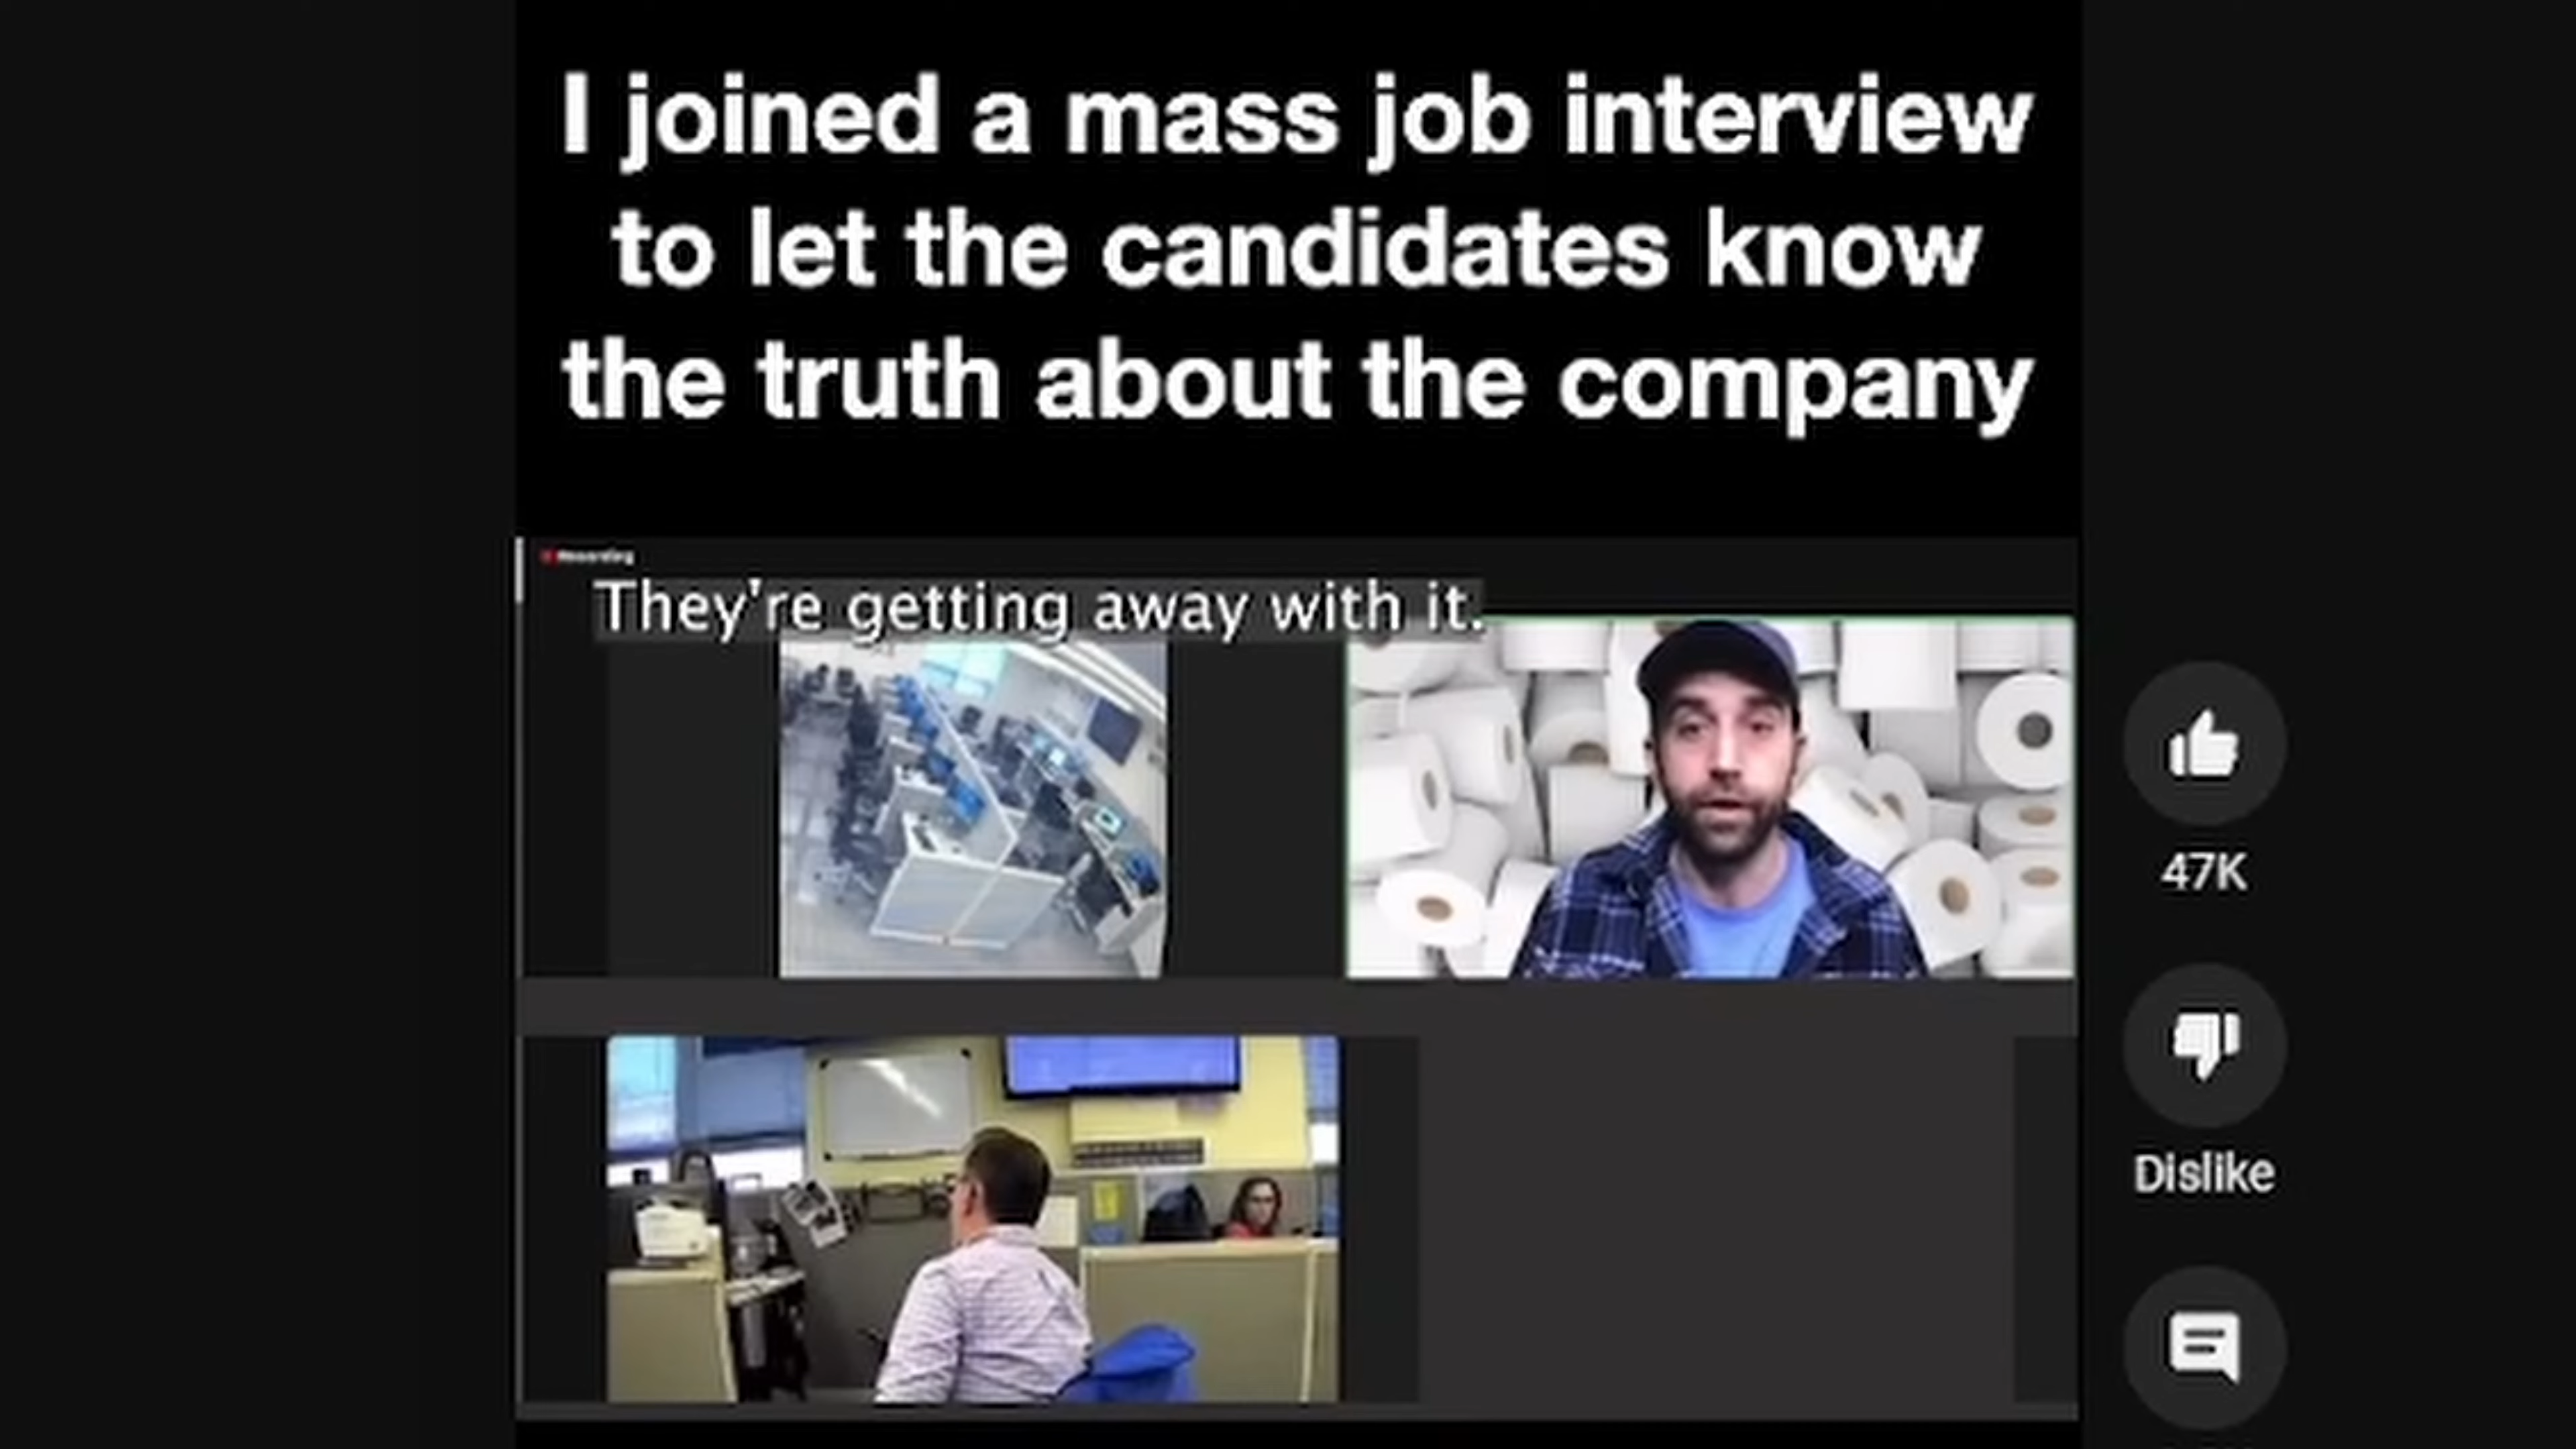 I joined a mass job interview
to let the candidates know
the truth about the company
Recording
They're getting away with it.
47K
Dislike